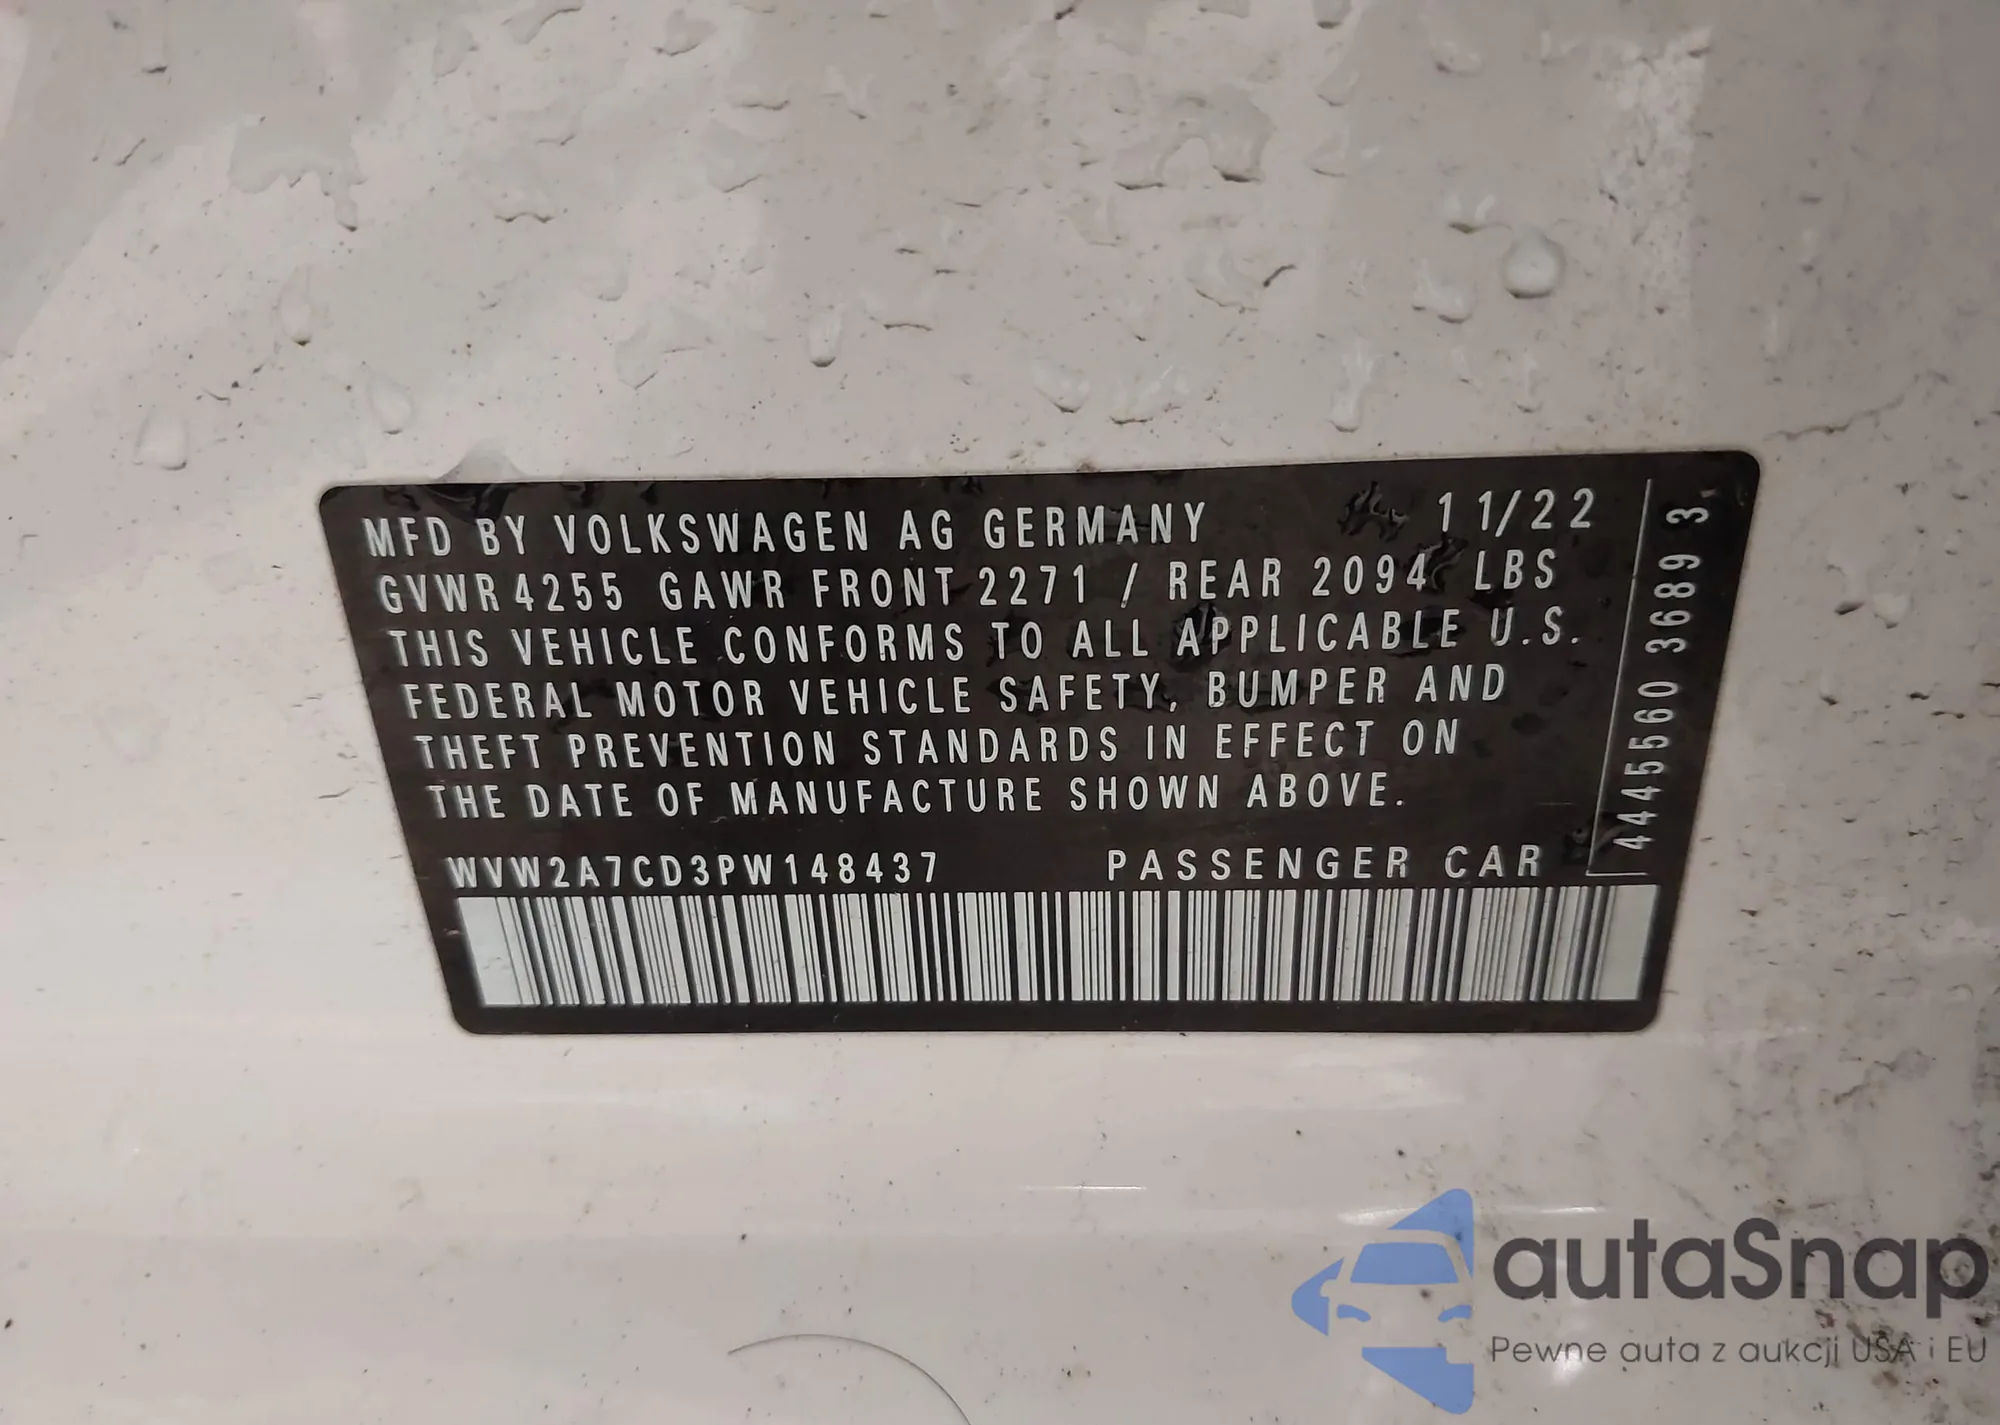 MFD BY VOLKSWAGEN AG GERMANY 11/22
GVWR 4255 GAWR FRONT 2271 / REAR 2094 LBS
THIS VEHICLE CONFORMS TO ALL APPLICABLE U.S.
FEDERAL MOTOR VEHICLE SAFETY, BUMPER AND
THEFT PREVENTION STANDARDS IN EFFECT ON
THE DATE OF MANUFACTURE SHOWN ABOVE.
WVW2A7CD3PW148437 PASSENGER CAR
4445560 3689 3
autaSnap
Pewne auta z aukcji USA i EU